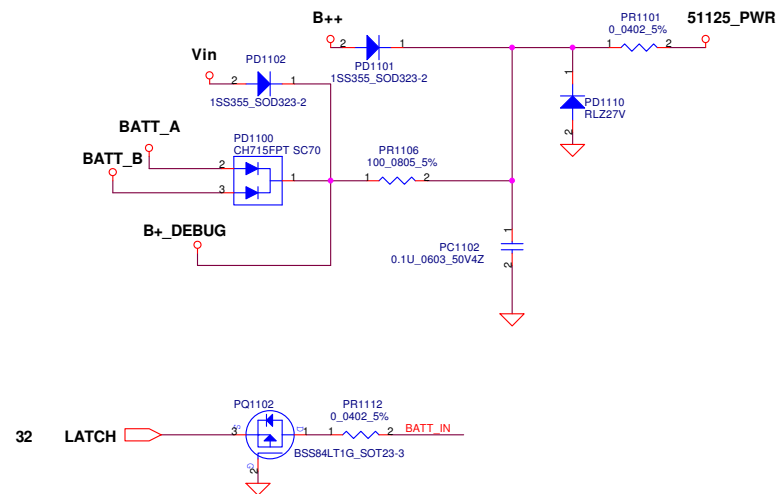 B++
2
1
PD1101
1SS355_SOD323-2
PR1101
0_0402_5%
1
2
51125_PWR
Vin
PD1102
2
1
1SS355_SOD323-2
1
PD1110
RLZ27V
2
BATT_A
BATT_B
PD1100
CH715FPT SC70
2
3
1
PR1106
100_0805_5%
1
2
B+_DEBUG
1
PC1102
0.1U_0603_50V4Z
2
32
LATCH
PQ1102
3
S
D
1
G
2
BSS84LT1G_SOT23-3
PR1112
0_0402_5%
1
2
BATT_IN